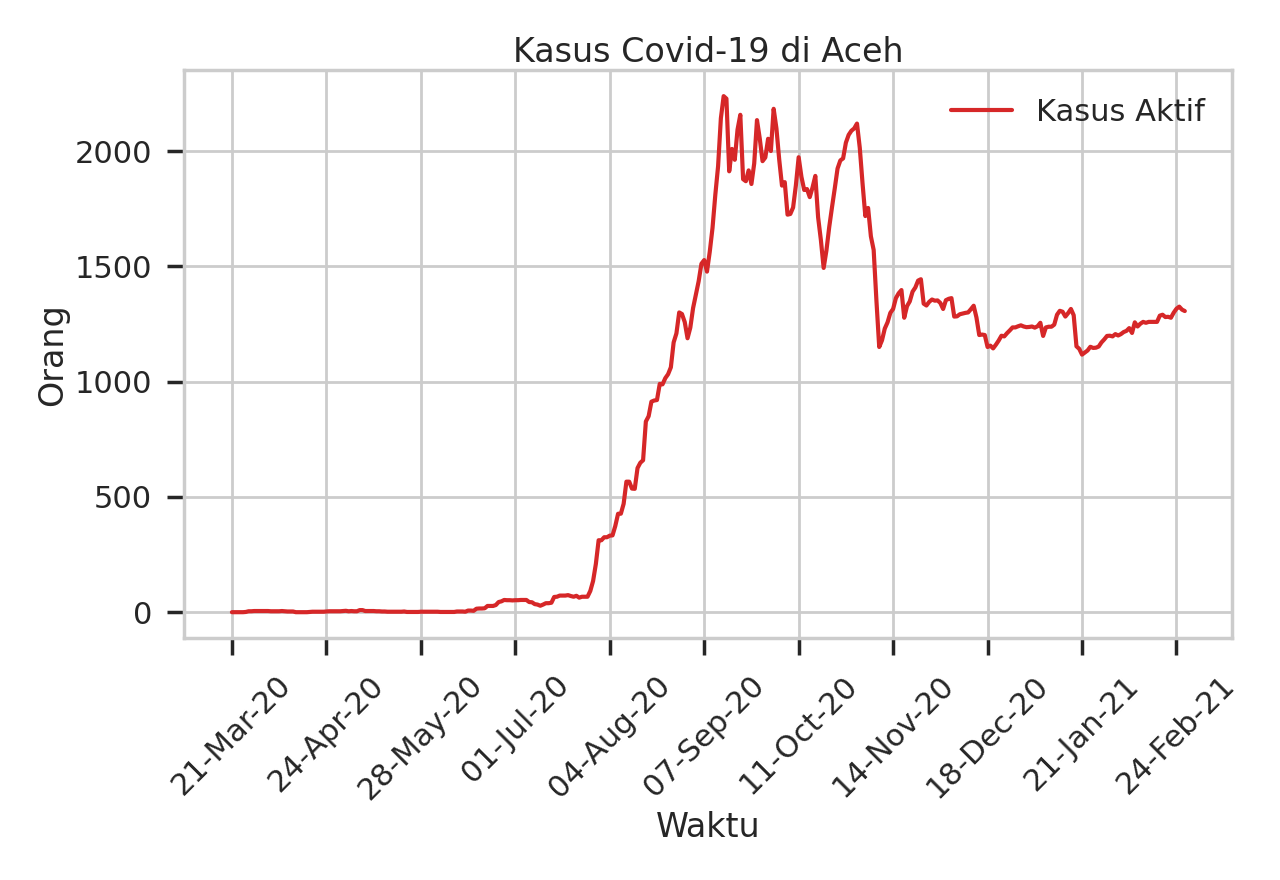 Kasus Covid-19 di Aceh
Kasus Aktif
Orang
2000
1500
1000
500
0
21-Mar-20
24-Apr-20
28-May-20
01-Jul-20
04-Aug-20
07-Sep-20
11-Oct-20
14-Nov-20
18-Dec-20
21-Jan-21
24-Feb-21
Waktu